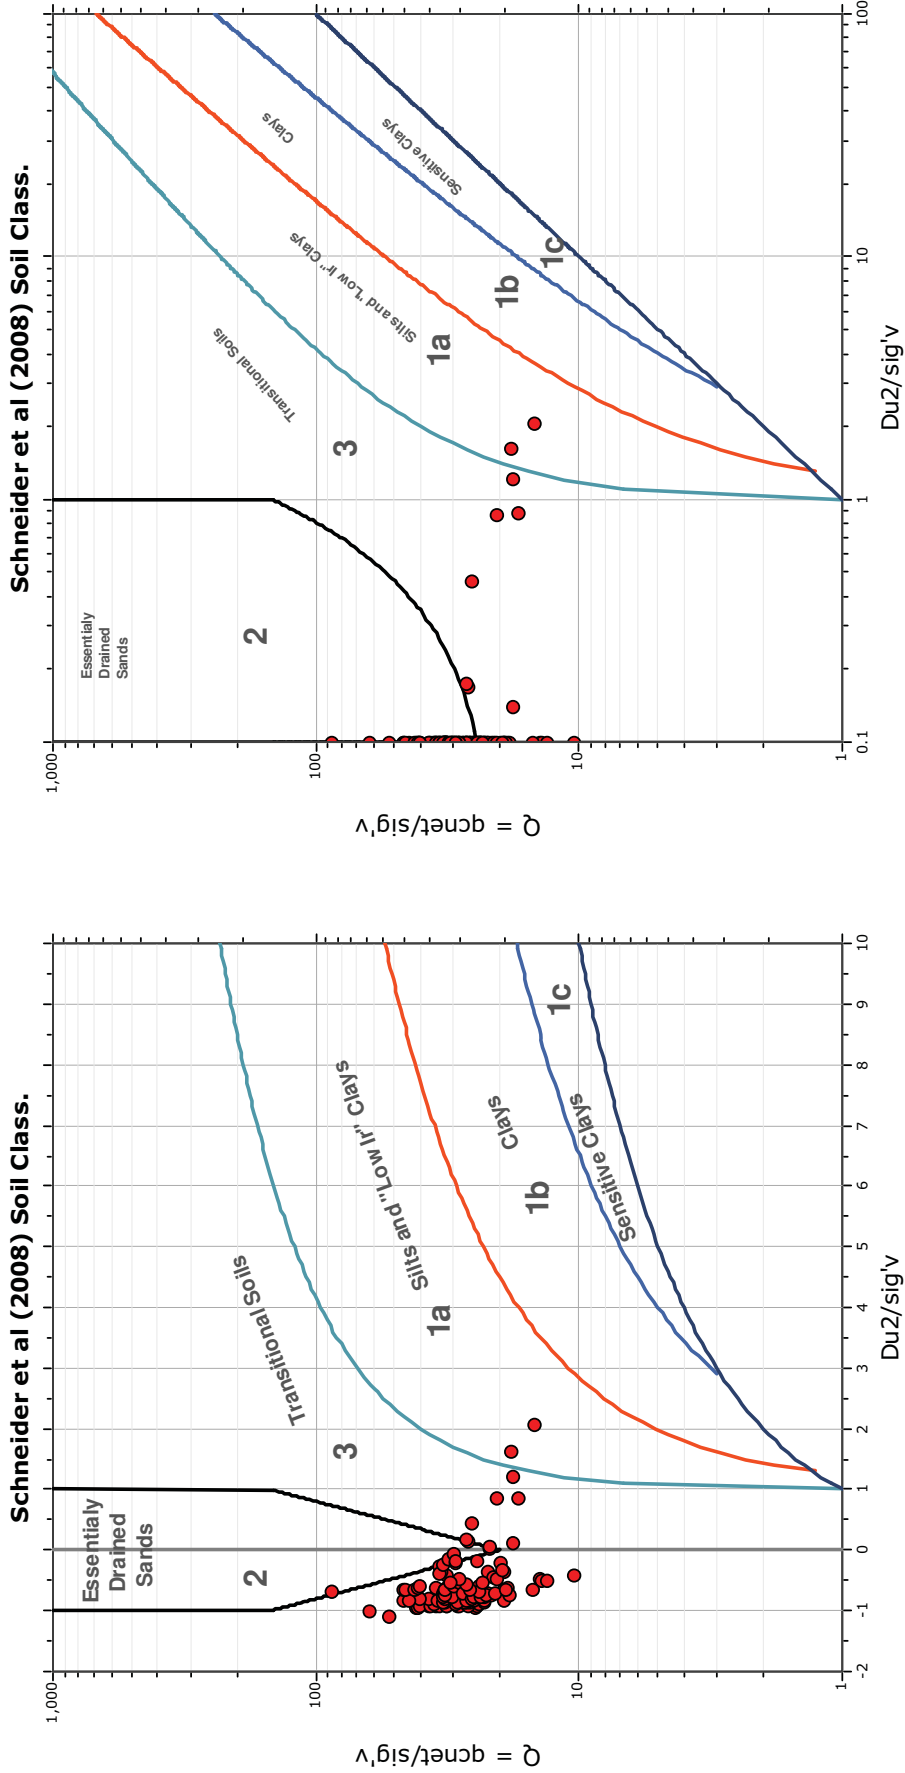 Schneider et al (2008) Soil Class.
Q = qcnet/sig'v
1,000
100
10
1
Essentialy
Drained
Sands
2
3
Transitional Soils
1a
Silts and "Low Ir" Clays
1b
Clays
1c
Sensitive Clays
-2
-1
0
1
2
3
4
5
6
7
8
9
10
Du2/sig'v
Schneider et al (2008) Soil Class.
Q = qcnet/sig'v
1,000
100
10
1
Essentialy
Drained
Sands
2
3
Transitional Soils
1a
Silts and "Low Ir" Clays
Clays
1b
1c
Sensitive Clays
0.1
1
10
100
Du2/sig'v